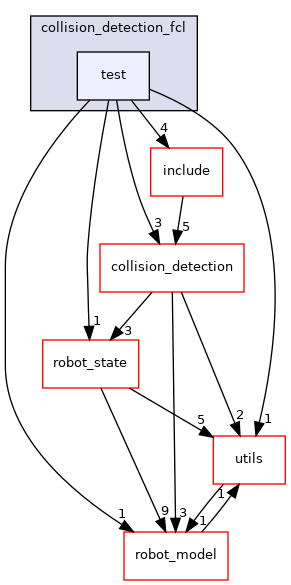 collision_detection_fcl
test
4
include
3
5
collision_detection
1
3
robot_state
5
2
1
utils
1
9
3
1
1
robot_model